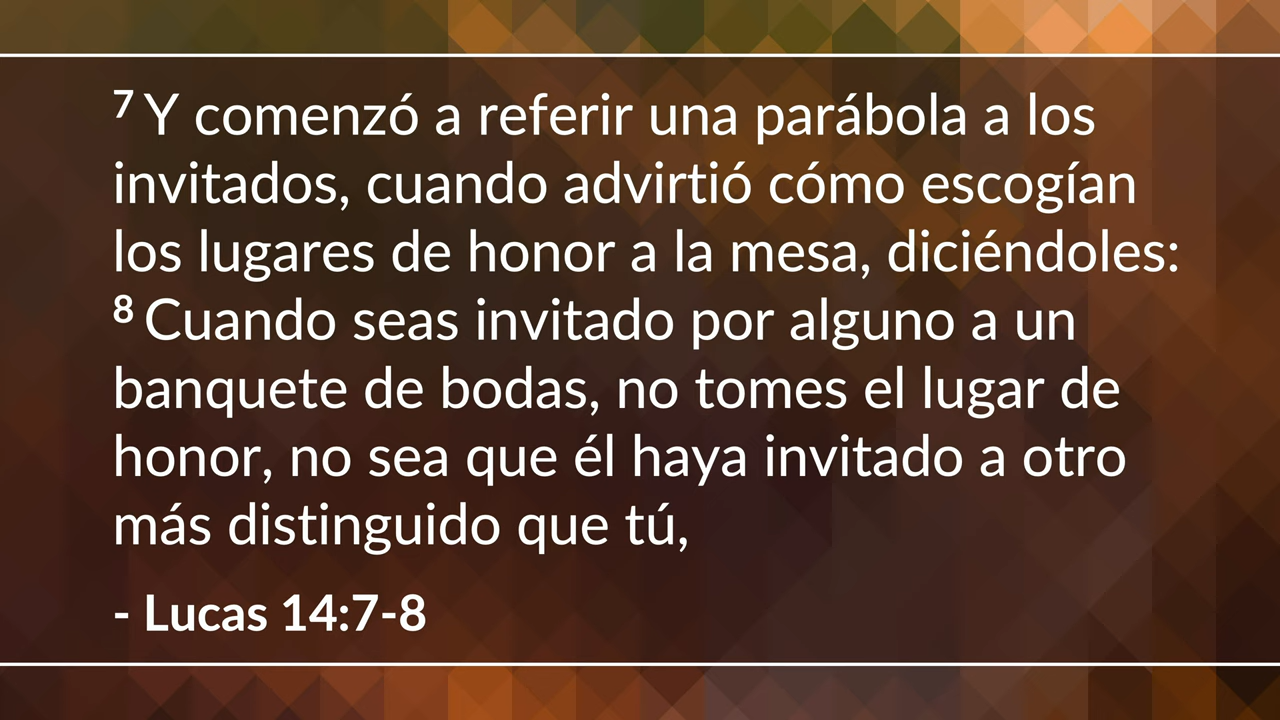 7 Y comenzó a referir una parábola a los
invitados, cuando advirtió cómo escogían
los lugares de honor a la mesa, diciéndoles:
8 Cuando seas invitado por alguno a un
banquete de bodas, no tomes el lugar de
honor, no sea que él haya invitado a otro
más distinguido que tú,
- Lucas 14:7-8